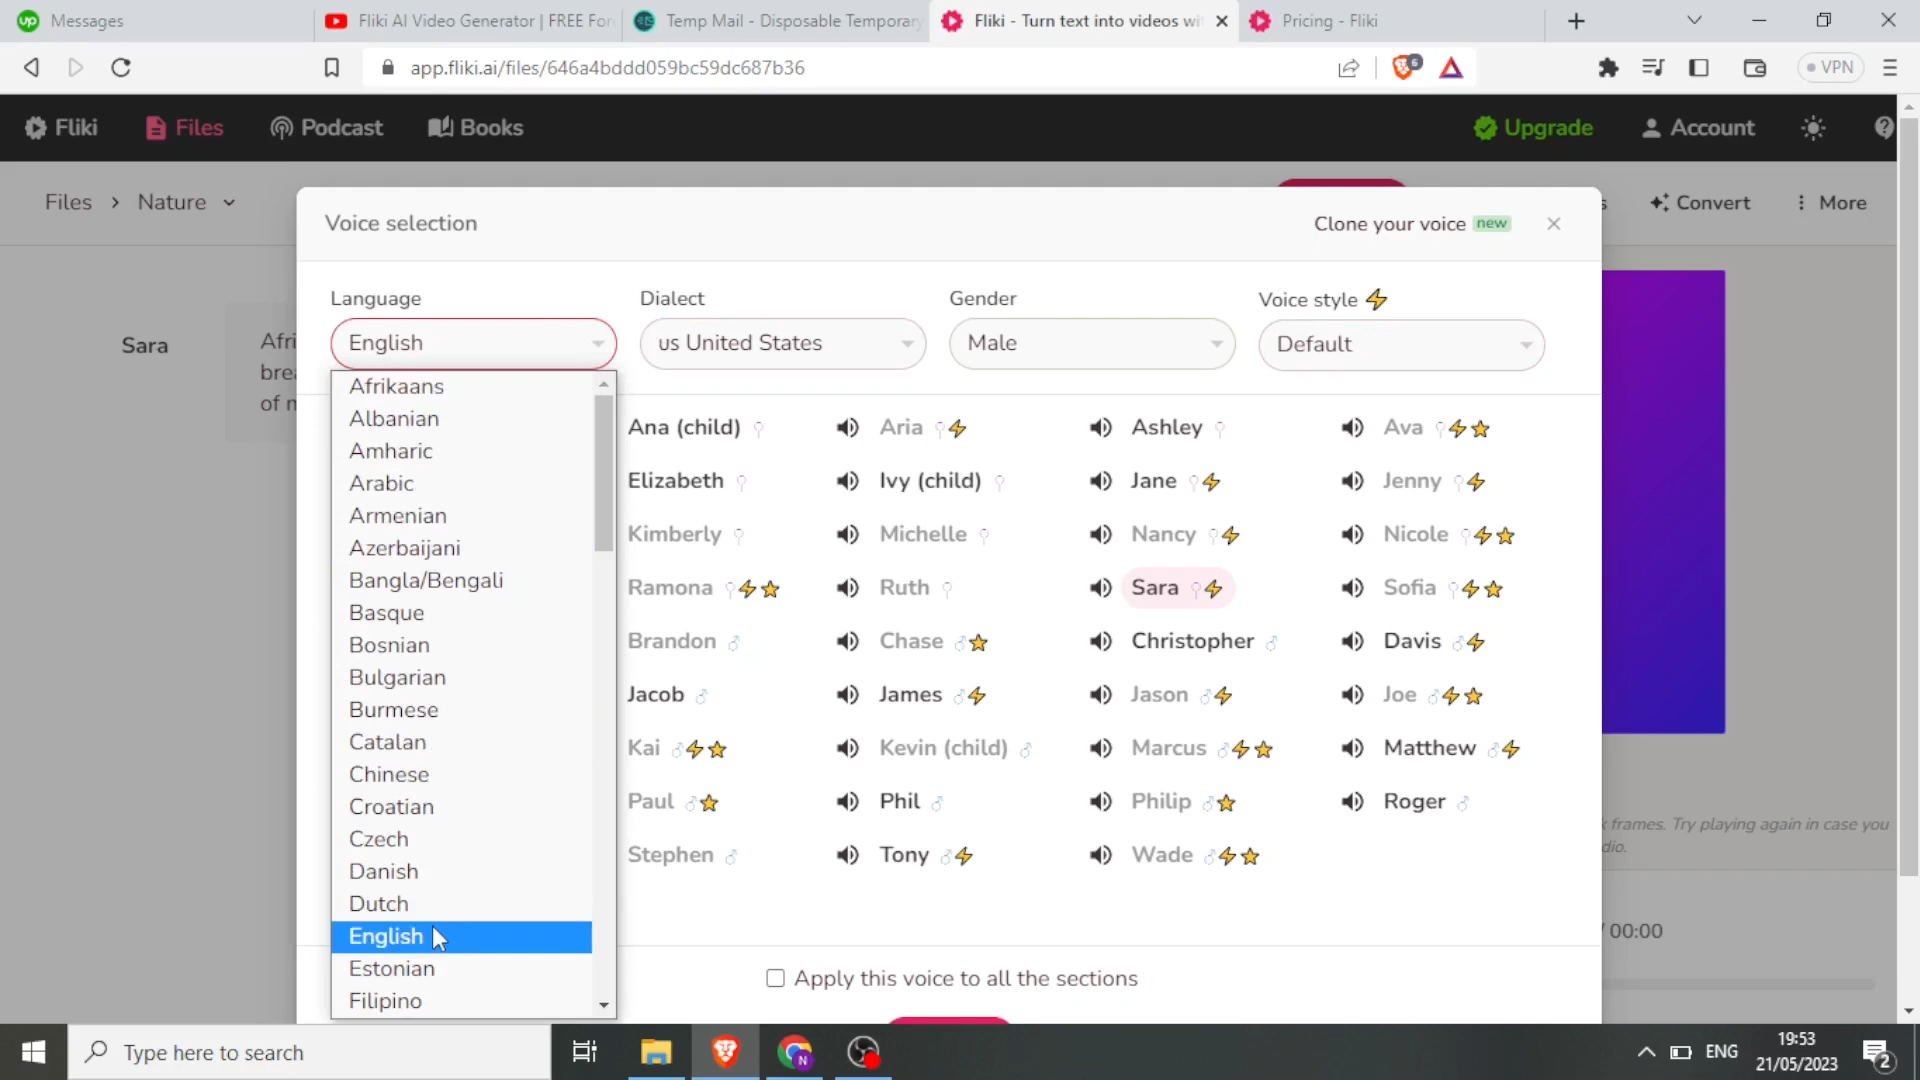 Messages
Fliki AI Video Generator | FREE For
Temp Mail - Disposable Temporary
Fliki - Turn text into videos wi
Pricing - Fliki
app.fliki.ai/files/646a4bddd059bc59dc687b36
6
VPN
Fliki
Files
Podcast
Books
Upgrade
Account
Files > Nature
Convert
More
Voice selection
Clone your voice new
Language
Dialect
Gender
Voice style
English
us United States
Male
Default
Sara
Afri
brea
of n
Afrikaans
Albanian
Amharic
Arabic
Armenian
Azerbaijani
Bangla/Bengali
Basque
Bosnian
Bulgarian
Burmese
Catalan
Chinese
Croatian
Czech
Danish
Dutch
English
Estonian
Filipino
Ana (child)
Aria
Ashley
Ava
Elizabeth
Ivy (child)
Jane
Jenny
Kimberly
Michelle
Nancy
Nicole
Ramona
Ruth
Sara
Sofia
Brandon
Chase
Christopher
Davis
Jacob
James
Jason
Joe
Kai
Kevin (child)
Marcus
Matthew
Paul
Phil
Philip
Roger
Stephen
Tony
Wade
Apply this voice to all the sections
k frames. Try playing again in case you
dio.
/ 00:00
Type here to search
ENG
19:53
21/05/2023
2